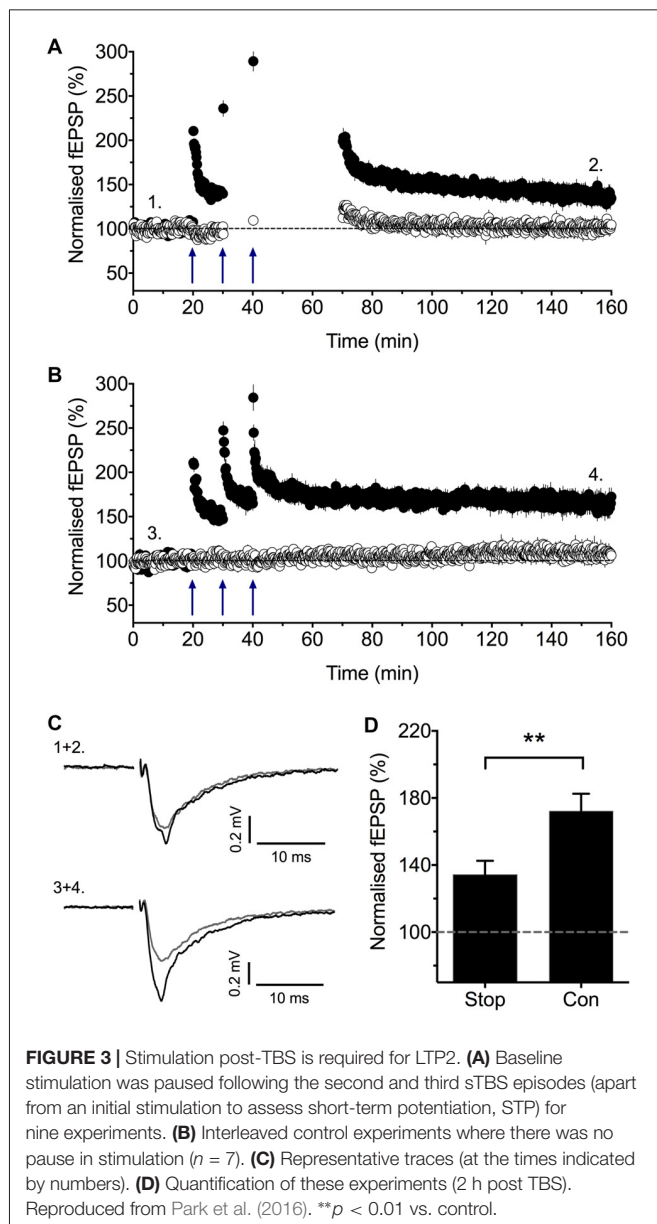 A
Normalised fEPSP (%)
300
250
200
150
100
50
1.
2.
0 20 40 60 80 100 120 140 160
Time (min)
B
Normalised fEPSP (%)
300
250
200
150
100
50
3.
4.
0 20 40 60 80 100 120 140 160
Time (min)
C
1+2.
0.2 mV
10 ms
3+4.
0.2 mV
10 ms
D
Normalised fEPSP (%)
220
180
140
100
**
Stop Con
FIGURE 3 | Stimulation post-TBS is required for LTP2. (A) Baseline
stimulation was paused following the second and third sTBS episodes (apart
from an initial stimulation to assess short-term potentiation, STP) for
nine experiments. (B) Interleaved control experiments where there was no
pause in stimulation (n = 7). (C) Representative traces (at the times indicated
by numbers). (D) Quantification of these experiments (2 h post TBS).
Reproduced from Park et al. (2016). **p < 0.01 vs. control.